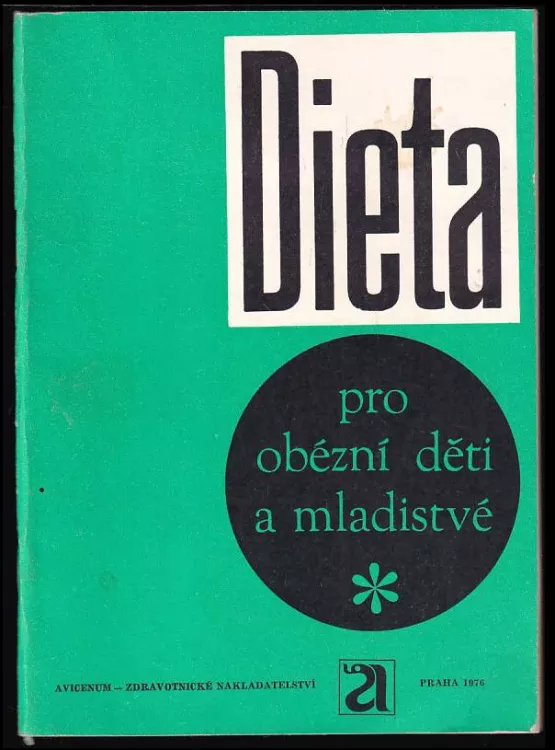 Dieta
pro
obézní děti
a mladistvé
*
AVICENUM — ZDRAVOTNICKÉ NAKLADATELSTVÍ
a
PRAHA 1976